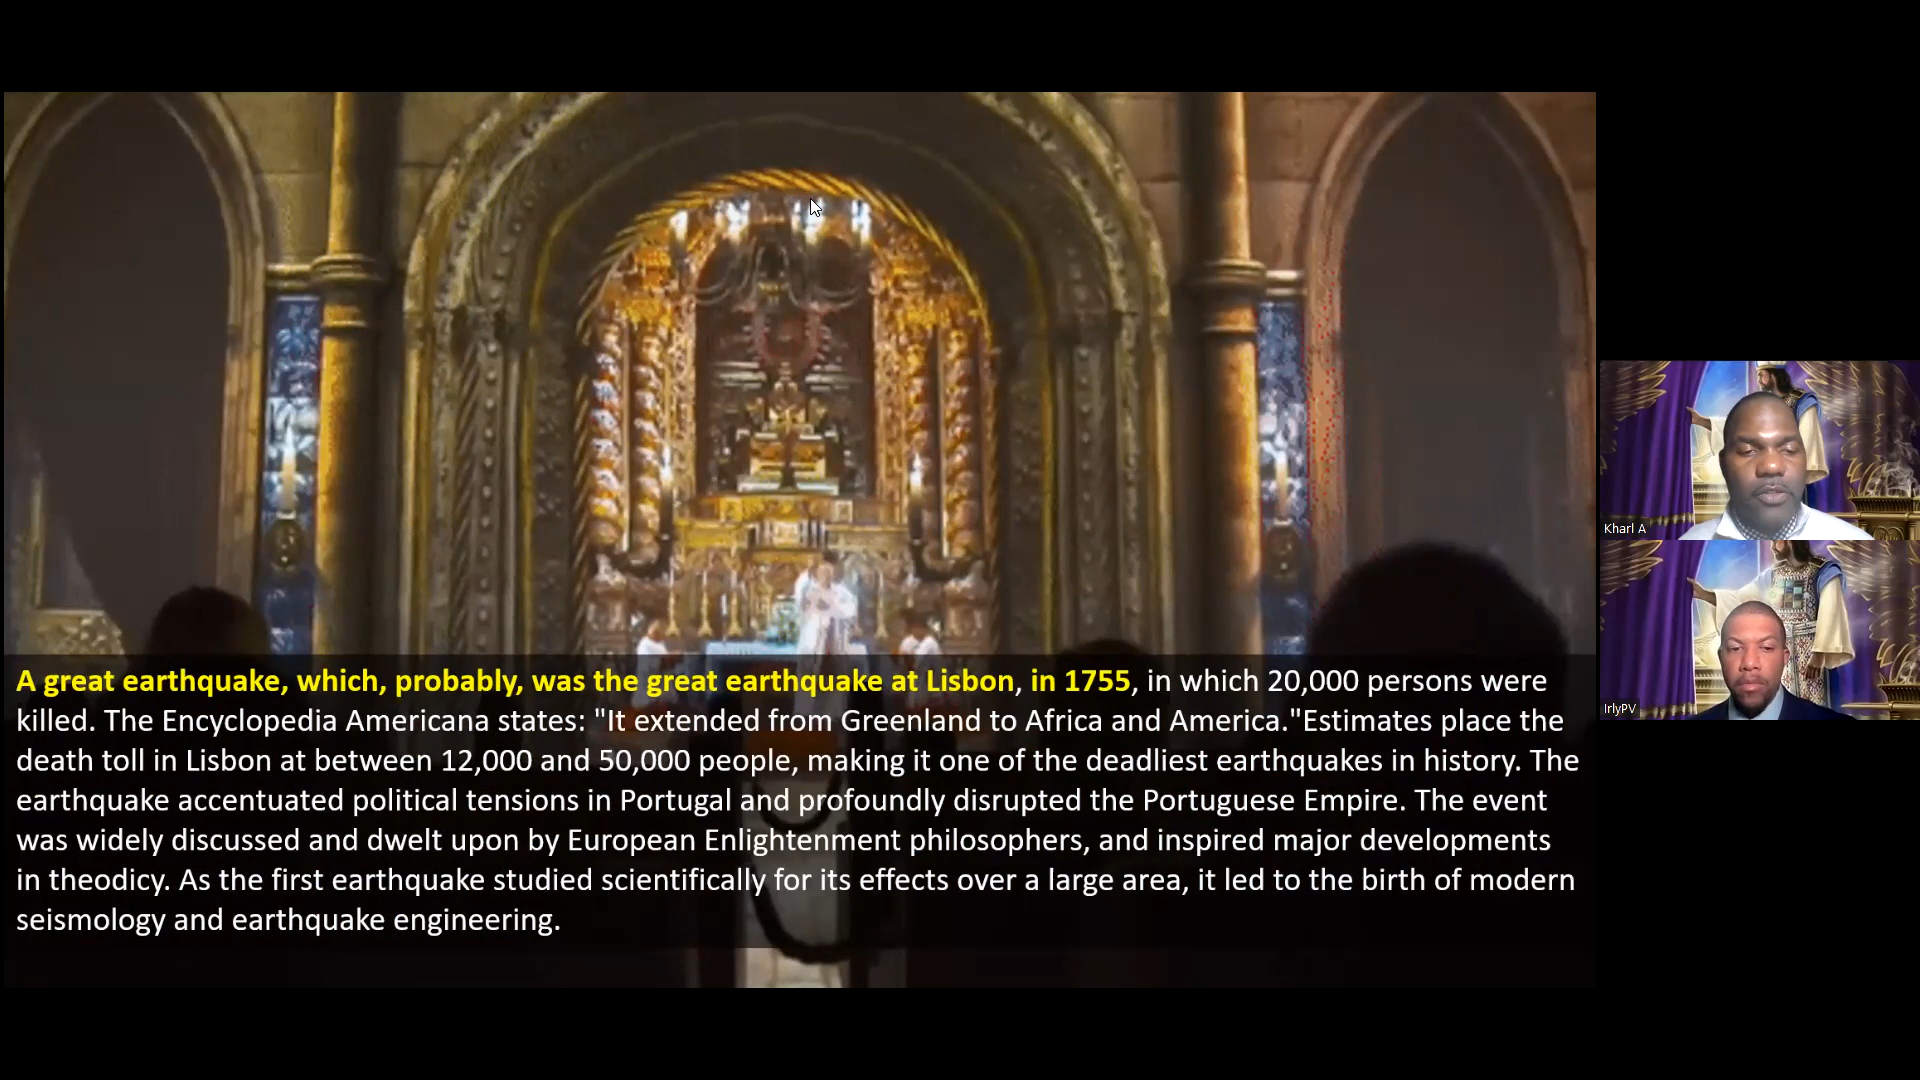 A great earthquake, which, probably, was the great earthquake at Lisbon, in 1755, in which 20,000 persons were
killed. The Encyclopedia Americana states: "It extended from Greenland to Africa and America."Estimates place the
death toll in Lisbon at between 12,000 and 50,000 people, making it one of the deadliest earthquakes in history. The
earthquake accentuated political tensions in Portugal and profoundly disrupted the Portuguese Empire. The event
was widely discussed and dwelt upon by European Enlightenment philosophers, and inspired major developments
in theodicy. As the first earthquake studied scientifically for its effects over a large area, it led to the birth of modern
seismology and earthquake engineering.
Kharl A
IrlyPV